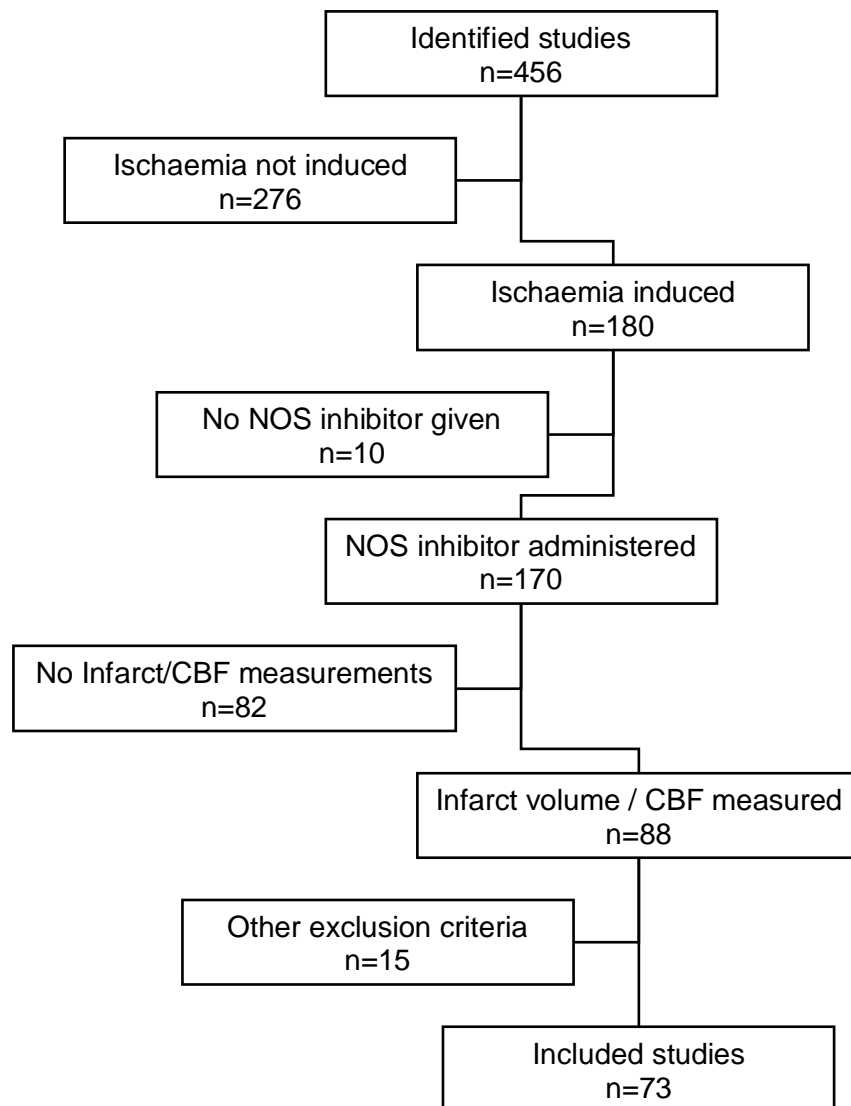 Identified studies
n=456
Ischaemia not induced
n=276
Ischaemia induced
n=180
No NOS inhibitor given
n=10
NOS inhibitor administered
n=170
No Infarct/CBF measurements
n=82
Infarct volume / CBF measured
n=88
Other exclusion criteria
n=15
Included studies
n=73